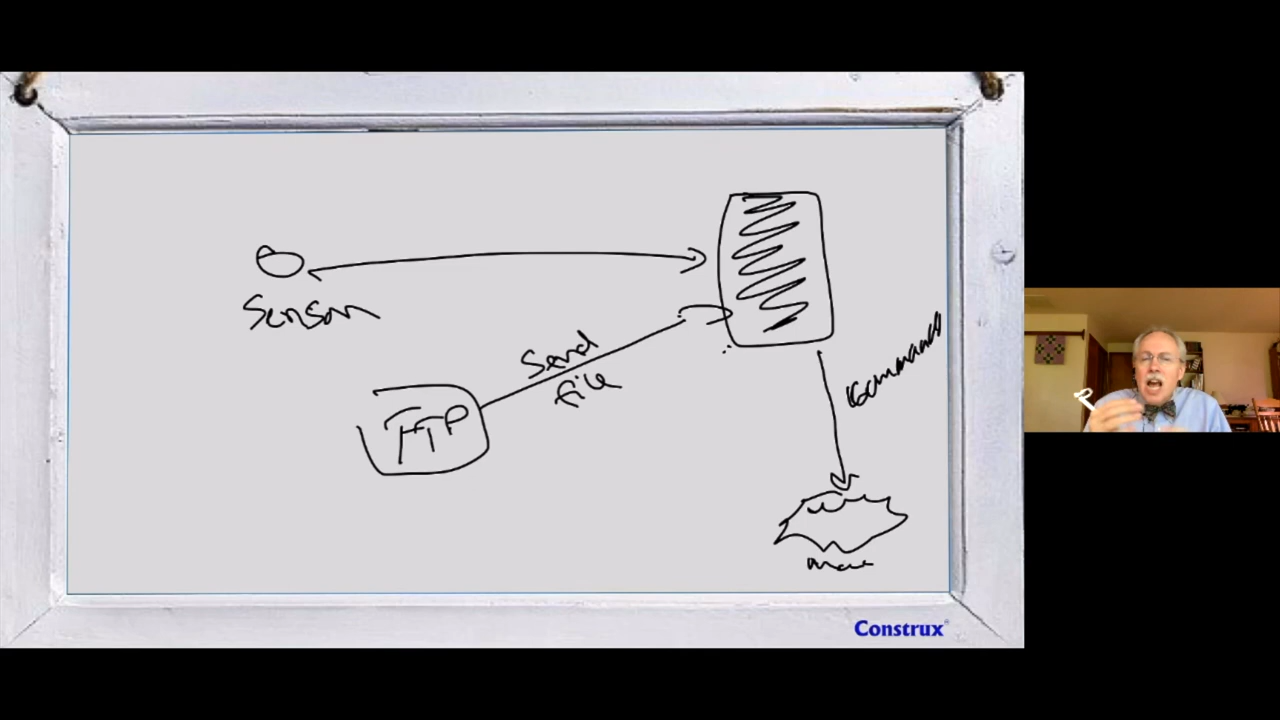 Sensor
Send
file
FTP
Commands
Construx